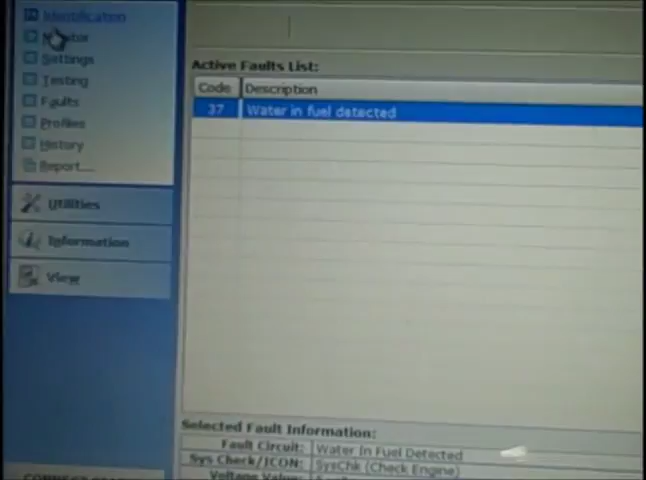 Identification
Monitor
Settings
Testing
Faults
Profiles
History
Report...
Utilities
Information
View
Active Faults List:
Code Description
37 Water in fuel detected
Selected Fault Information:
Fault Circuit: Water In Fuel Detected
Sys Check/ICON: SysChk (Check Engine)
Voltage Value: